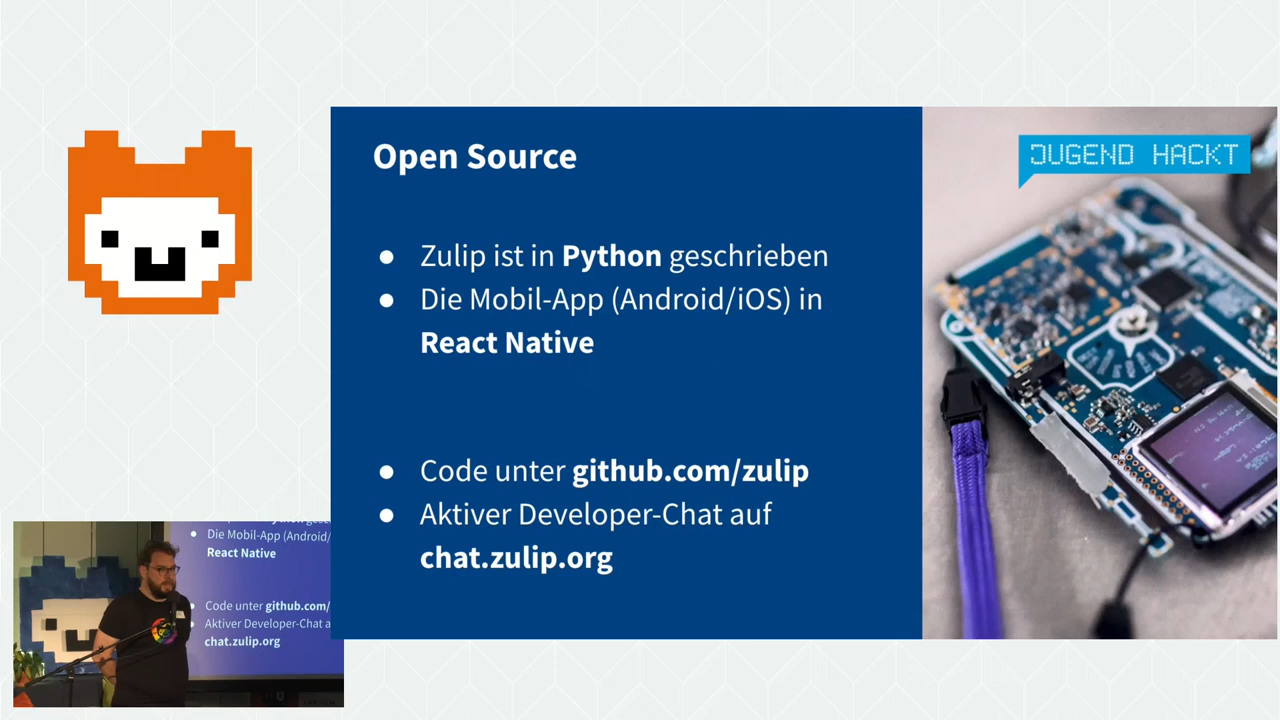 Open Source
● Zulip ist in Python geschrieben
● Die Mobil-App (Android/iOS) in
React Native
● Code unter github.com/zulip
● Aktiver Developer-Chat auf
chat.zulip.org
JUGEND HACKT
● Die Mobil-App (Android/
React Native
Code unter github.com/
Aktiver Developer-Chat a
chat.zulip.org